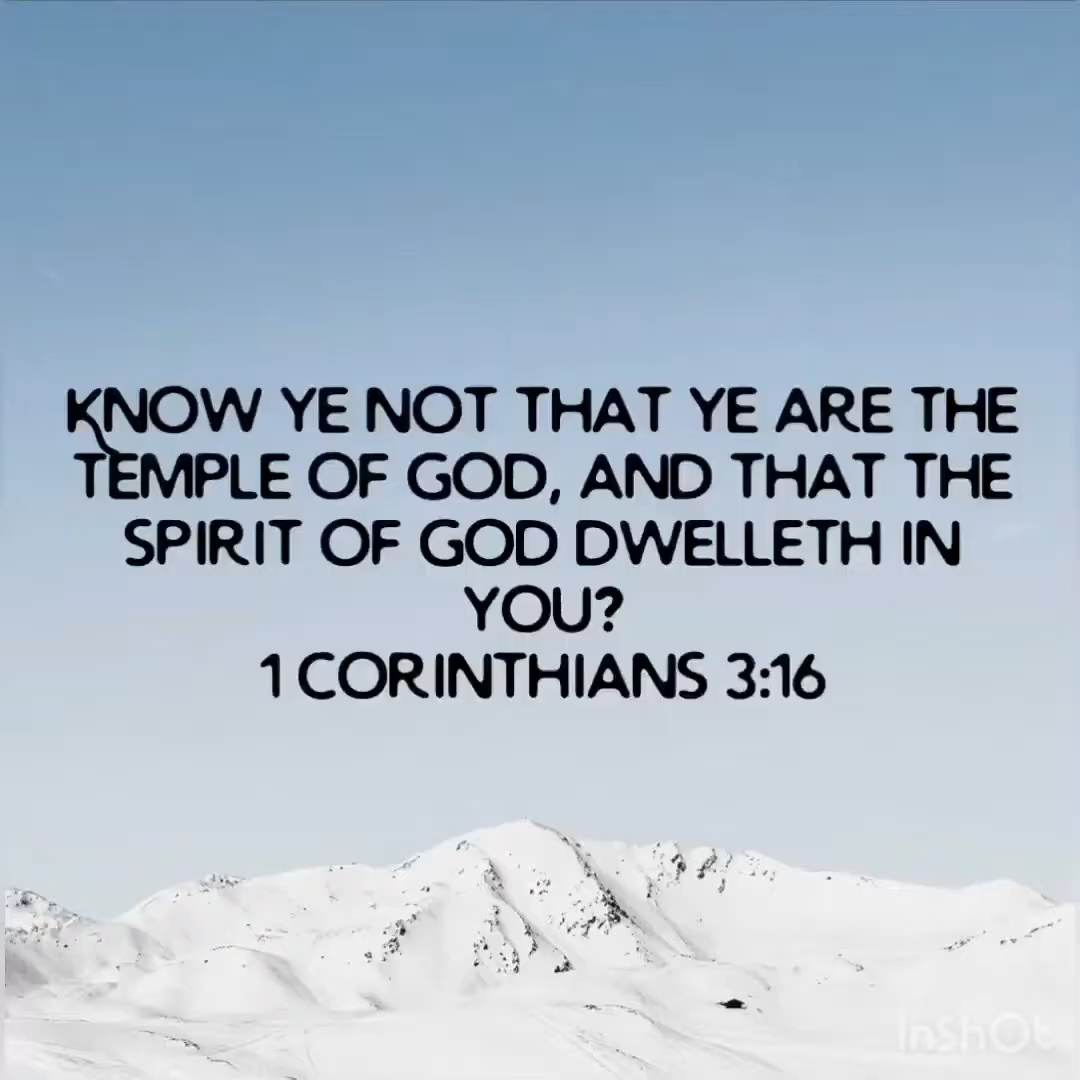 KNOW YE NOT THAT YE ARE THE
TEMPLE OF GOD, AND THAT THE
SPIRIT OF GOD DWELLETH IN
YOU?
1 CORINTHIANS 3:16
InShOt